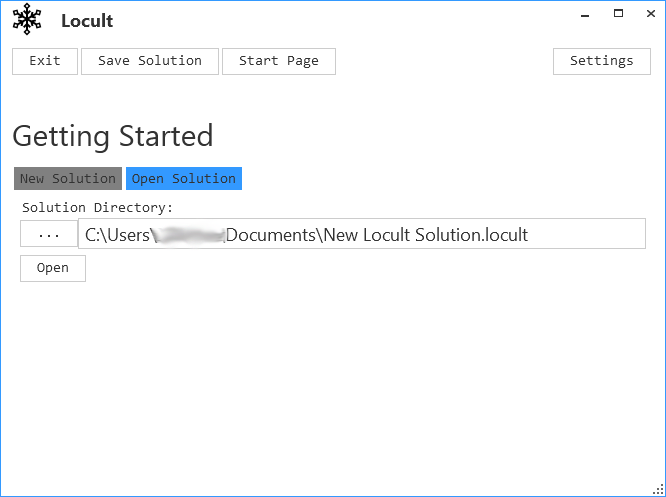 Locult
Exit Save Solution Start Page Settings
Getting Started
New Solution Open Solution
Solution Directory:
... C:\Users\ Documents\New Locult Solution.locult
Open